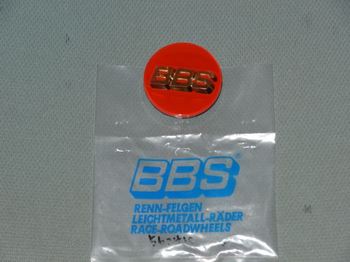 BBS
BBS®
RENN-FELGEN
LEICHTMETALL-RÄDER
RACE-ROADWHEELS